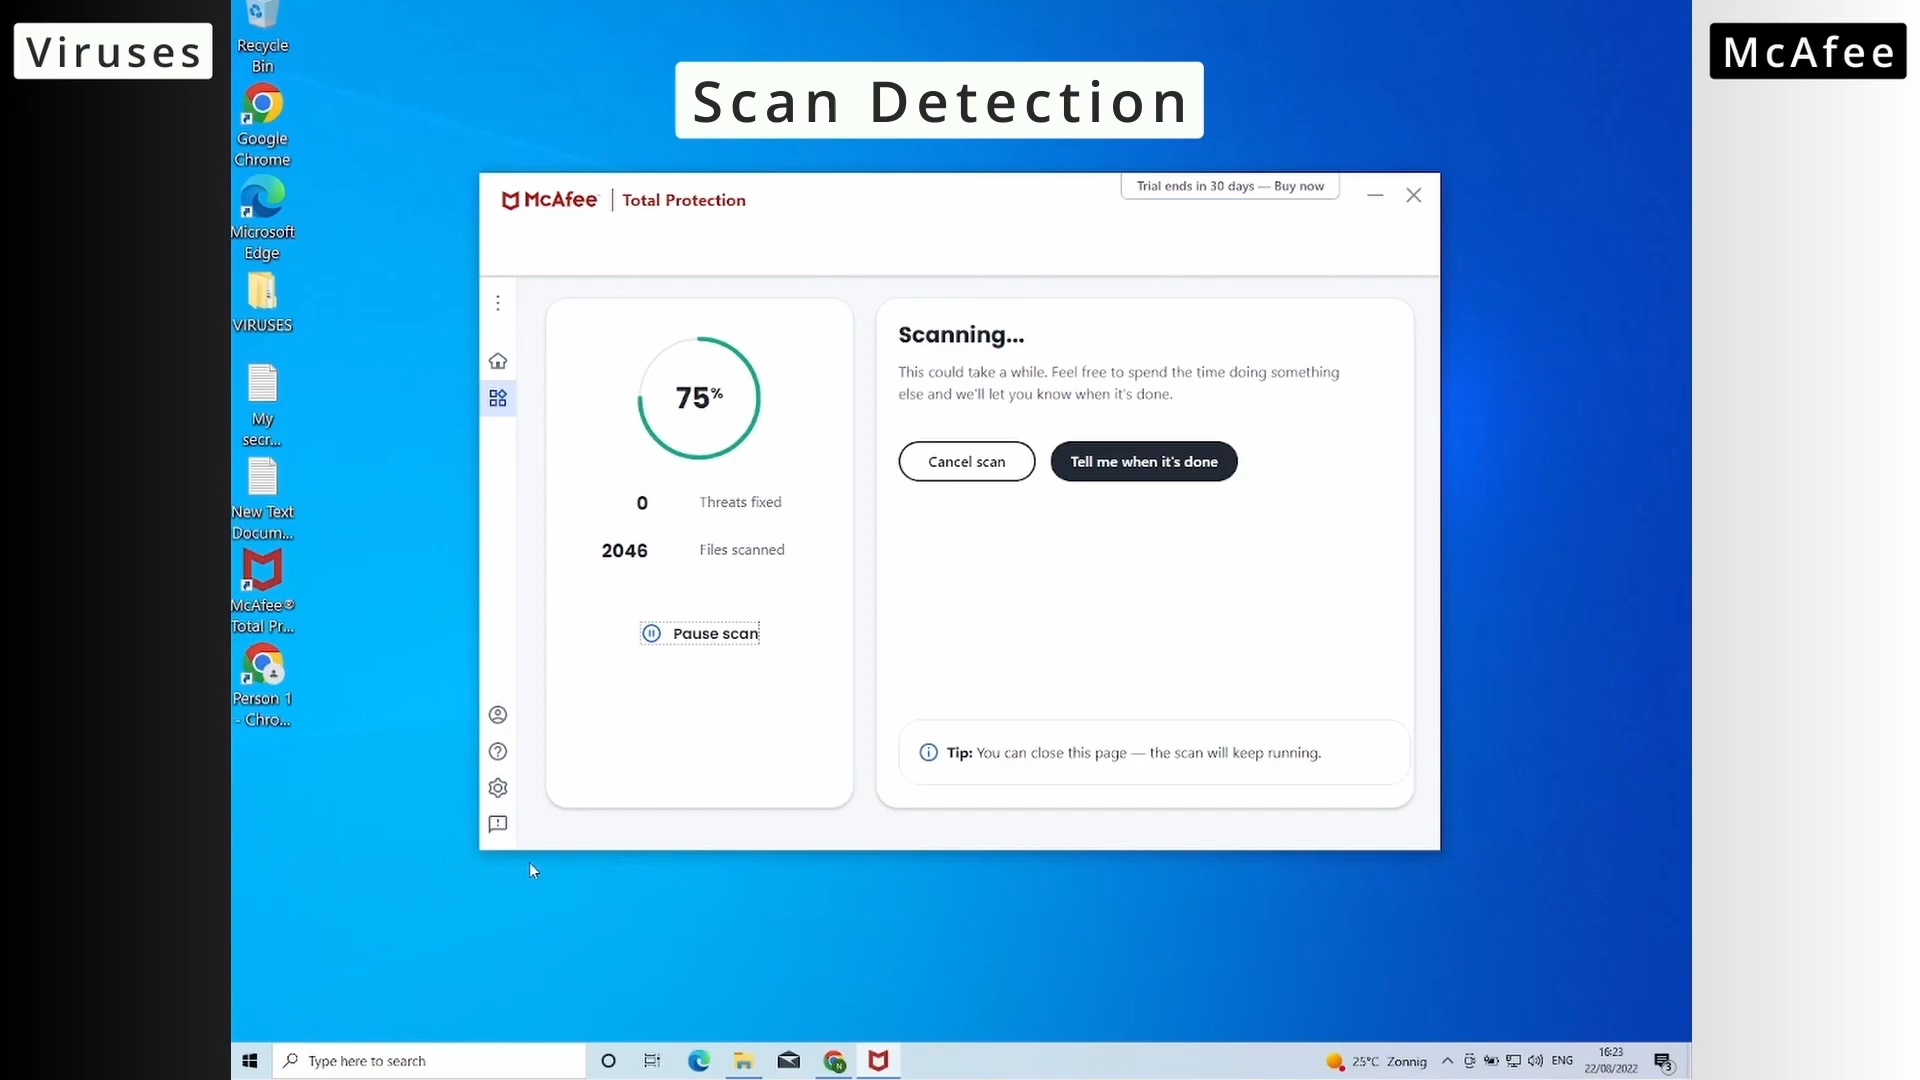 Viruses
McAfee
Scan Detection
Recycle
Bin
Google
Chrome
Microsoft
Edge
VIRUSES
My
secr...
New Text
Docum...
McAfee®
Total Pr...
Person 1
- Chro...
McAfee | Total Protection
Trial ends in 30 days — Buy now
75%
0 Threats fixed
2046 Files scanned
Pause scan
Scanning...
This could take a while. Feel free to spend the time doing something
else and we'll let you know when it's done.
Cancel scan
Tell me when it's done
Tip: You can close this page — the scan will keep running.
Type here to search
25°C Zonnig
ENG
16:23
22/08/2022
3